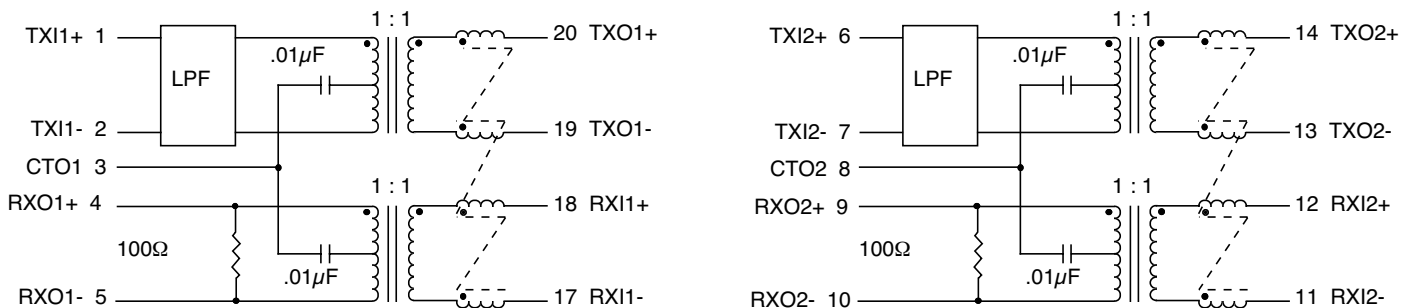 1 : 1
TXI1+ 1
20 TXO1+
.01µF
LPF
TXI1- 2
19 TXO1-
CTO1 3
1 : 1
RXO1+ 4
18 RXI1+
100Ω
.01µF
RXO1- 5
17 RXI1-
1 : 1
TXI2+ 6
14 TXO2+
.01µF
LPF
TXI2- 7
13 TXO2-
CTO2 8
1 : 1
RXO2+ 9
12 RXI2+
100Ω
.01µF
RXO2- 10
11 RXI2-